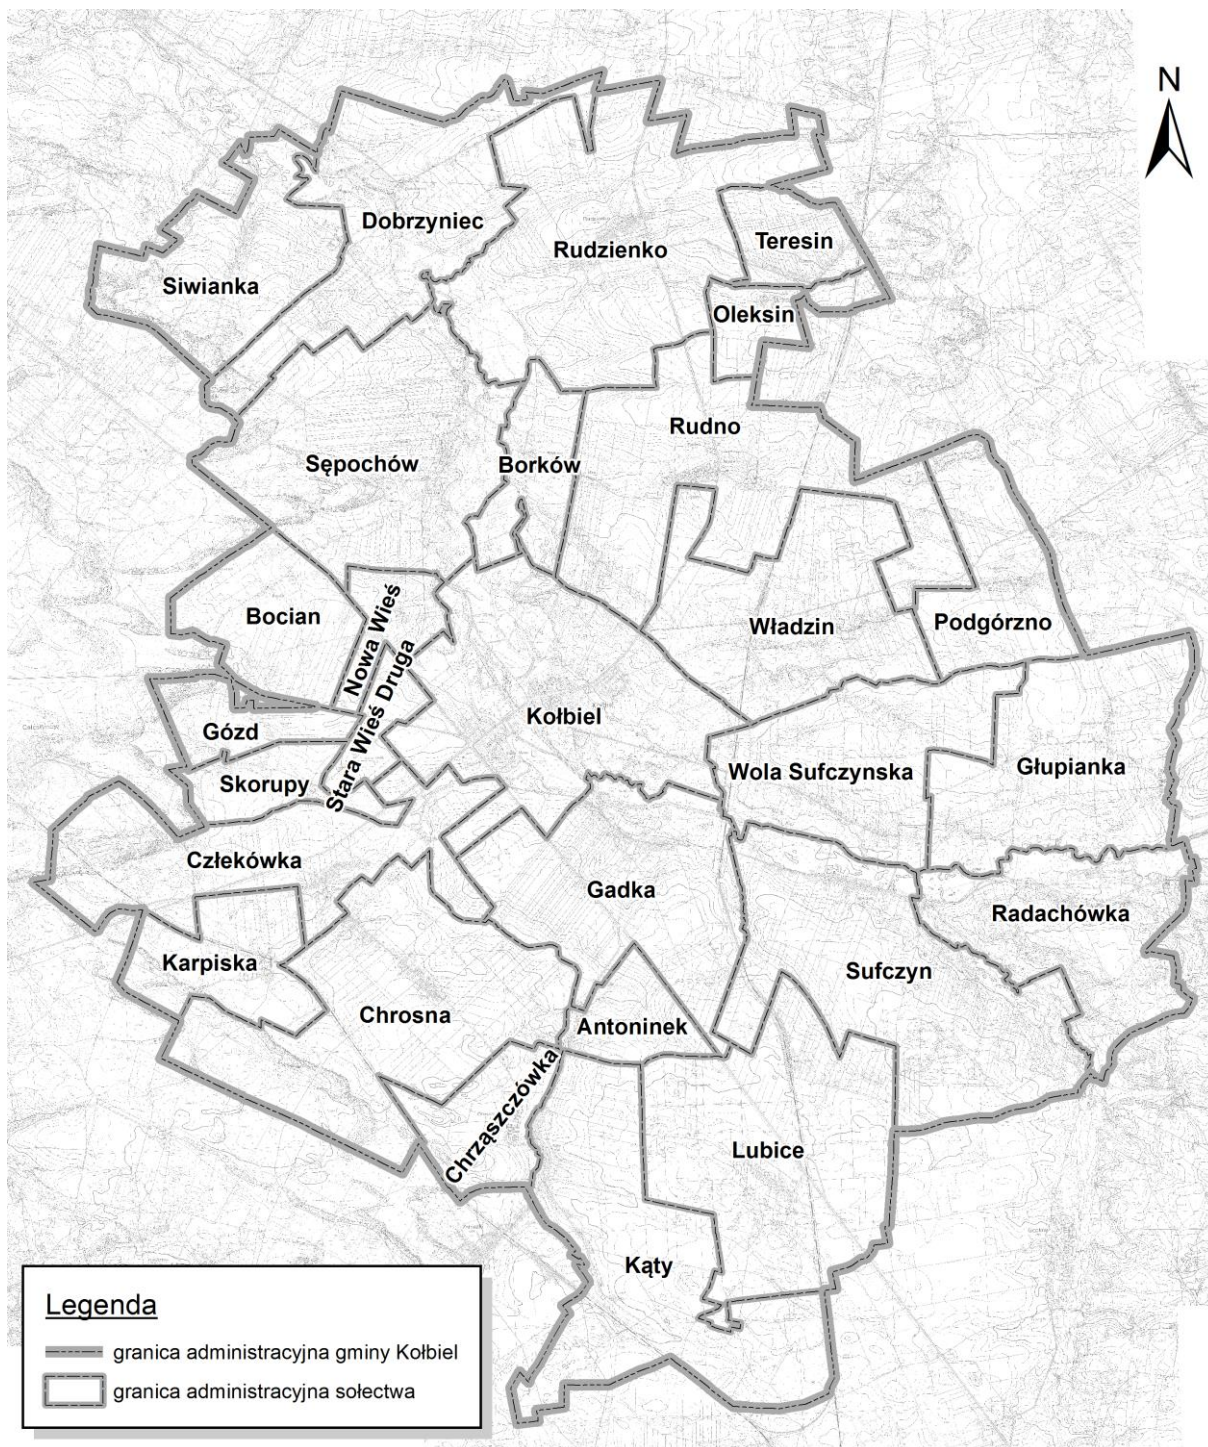 N
Dobrzyniec
Rudzienko
Teresin
Siwianka
Oleksin
Rudno
Sępochów
Borków
Bocian
Nowa Wieś
Władzin
Podgórzno
Stara Wieś Druga
Kołbiel
Gózd
Wola Sufczynska
Głupianka
Skorupy
Człekówka
Gadka
Radachówka
Karpiska
Sufczyn
Chrosna
Antoninek
Chrząszczówka
Lubice
Kąty
Legenda
granica administracyjna gminy Kołbiel
granica administracyjna sołectwa